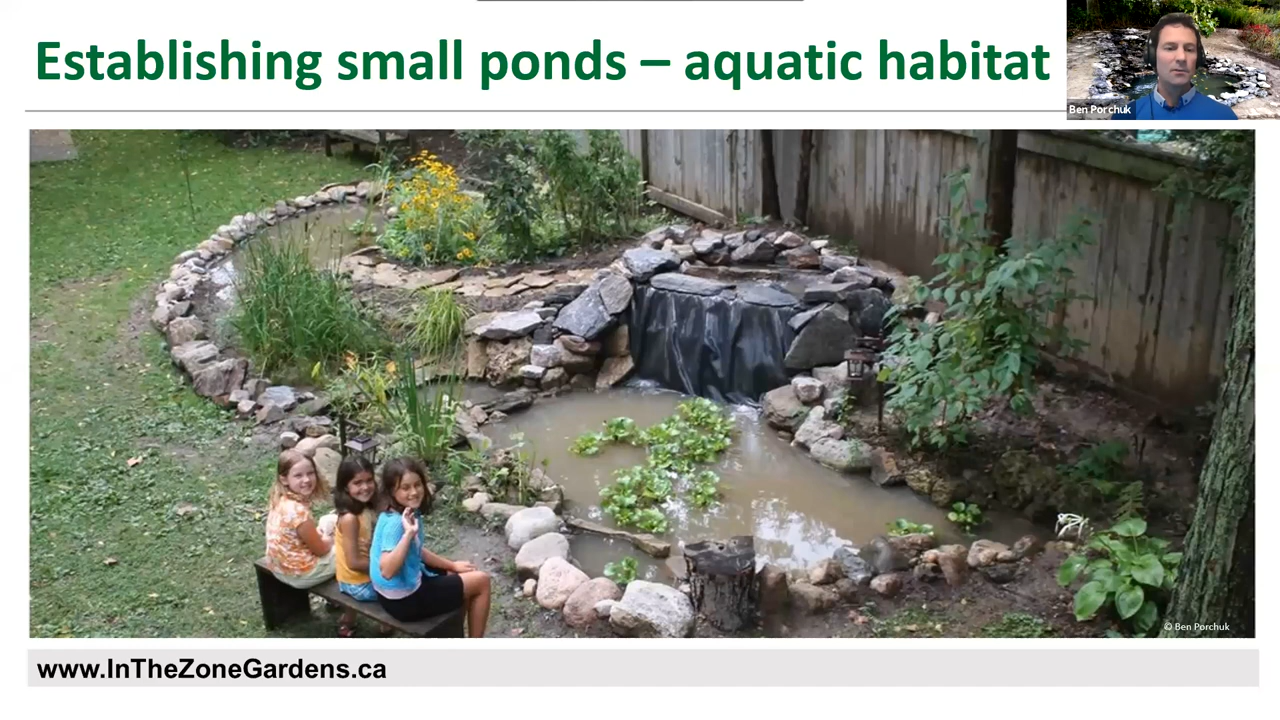 Establishing small ponds – aquatic habitat
Ben Porchuk
© Ben Porchuk
www.InTheZoneGardens.ca